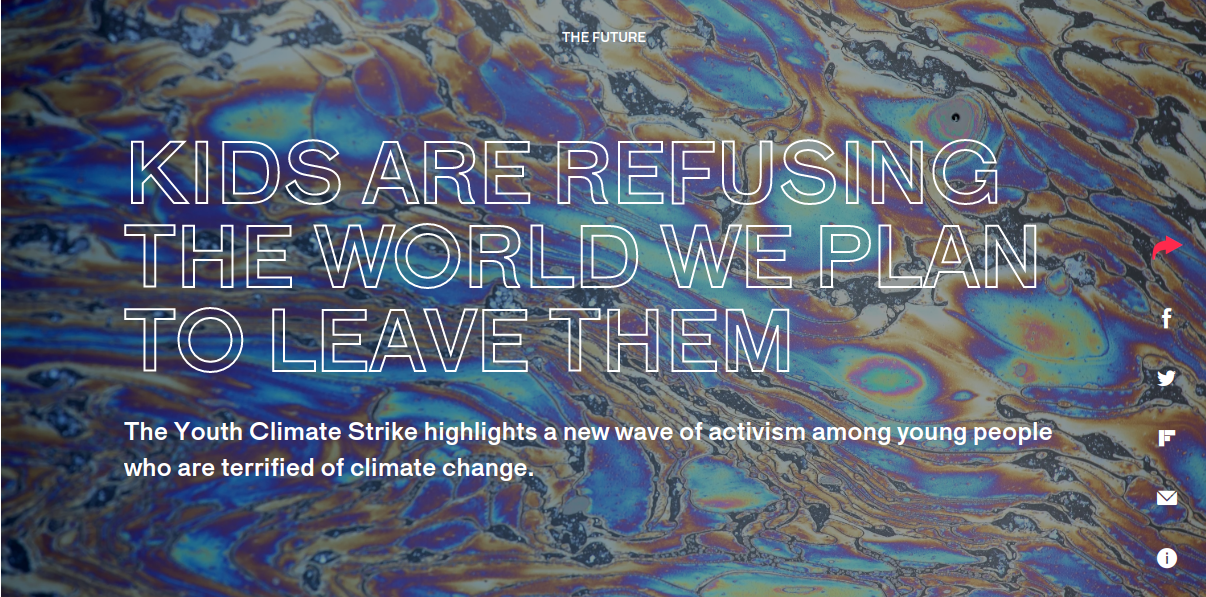 THE FUTURE
KIDS ARE REFUSING
THE WORLD WE PLAN
TO LEAVE THEM
The Youth Climate Strike highlights a new wave of activism among young people
who are terrified of climate change.